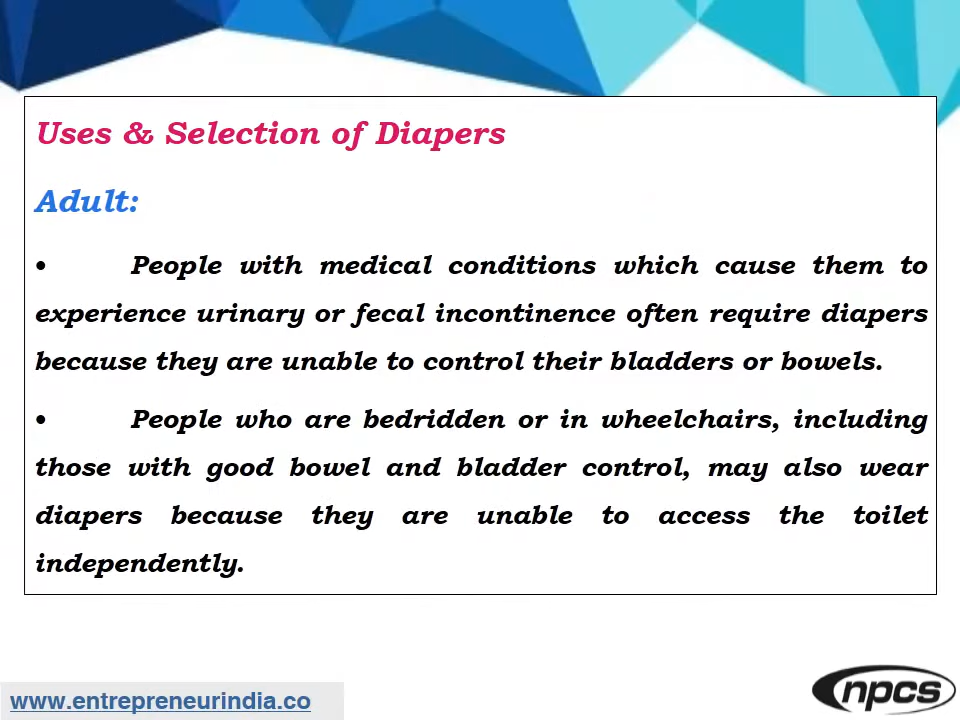 Uses & Selection of Diapers
Adult:
• People with medical conditions which cause them to
experience urinary or fecal incontinence often require diapers
because they are unable to control their bladders or bowels.
• People who are bedridden or in wheelchairs, including
those with good bowel and bladder control, may also wear
diapers because they are unable to access the toilet
independently.
www.entrepreneurindia.co
npcs